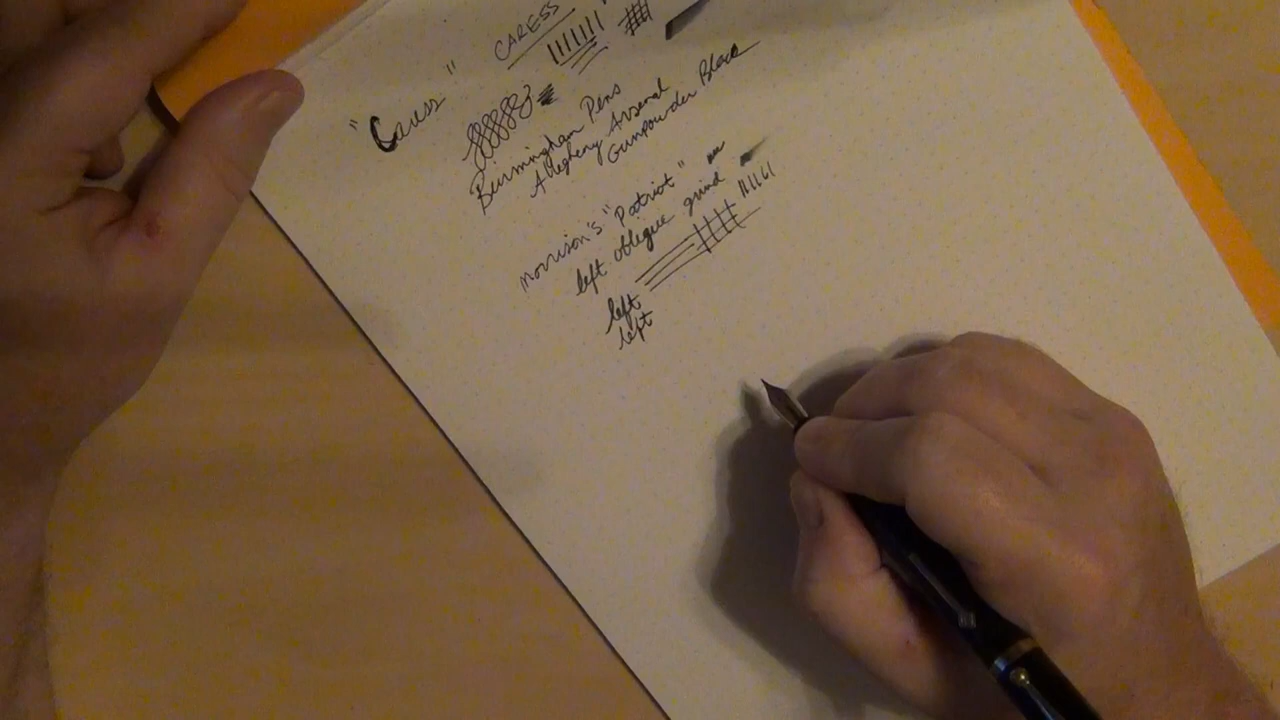 "Caress"
CARESS
Birmingham Pens
Allegheny Arsenal
Gunpowder Black
Morrison's "Patriot"
left oblique grind
left
left